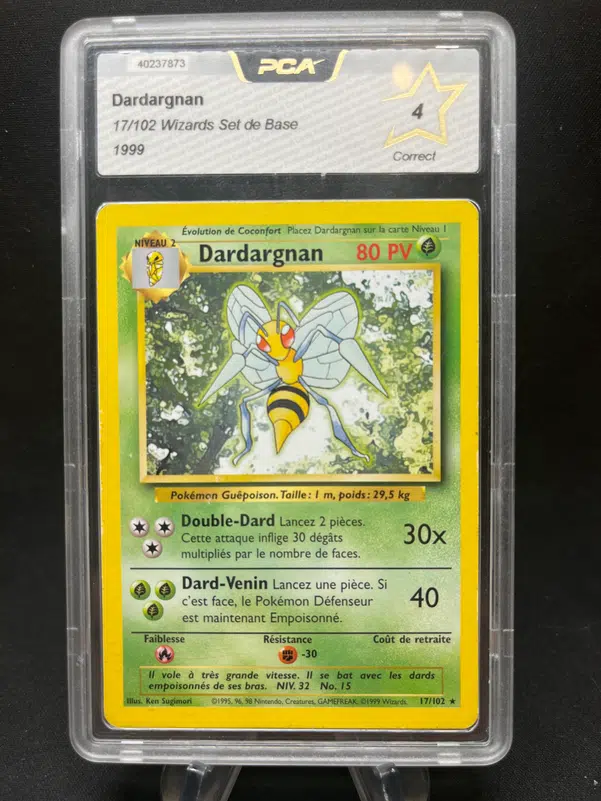 40237873
PCA
Dardargnan
17/102 Wizards Set de Base
1999
4
Correct
Évolution de Coconfort Placez Dardargnan sur la carte Niveau 1
NIVEAU 2
Dardargnan 80 PV
Pokémon Guêpoison. Taille: 1 m, poids: 29,5 kg
Double-Dard Lancez 2 pièces.
Cette attaque inflige 30 dégâts
multipliés par le nombre de faces.
30x
Dard-Venin Lancez une pièce. Si
c'est face, le Pokémon Défenseur
est maintenant Empoisonné.
40
Faiblesse Résistance Coût de retraite
-30
Il vole à très grande vitesse. Il se bat avec les dards
empoisonnés de ses bras. NIV. 32 No. 15
Illus. Ken Sugimori ©1995, 96, 98 Nintendo, Creatures, GAMEFREAK. ©1999 Wizards. 17/102 ★